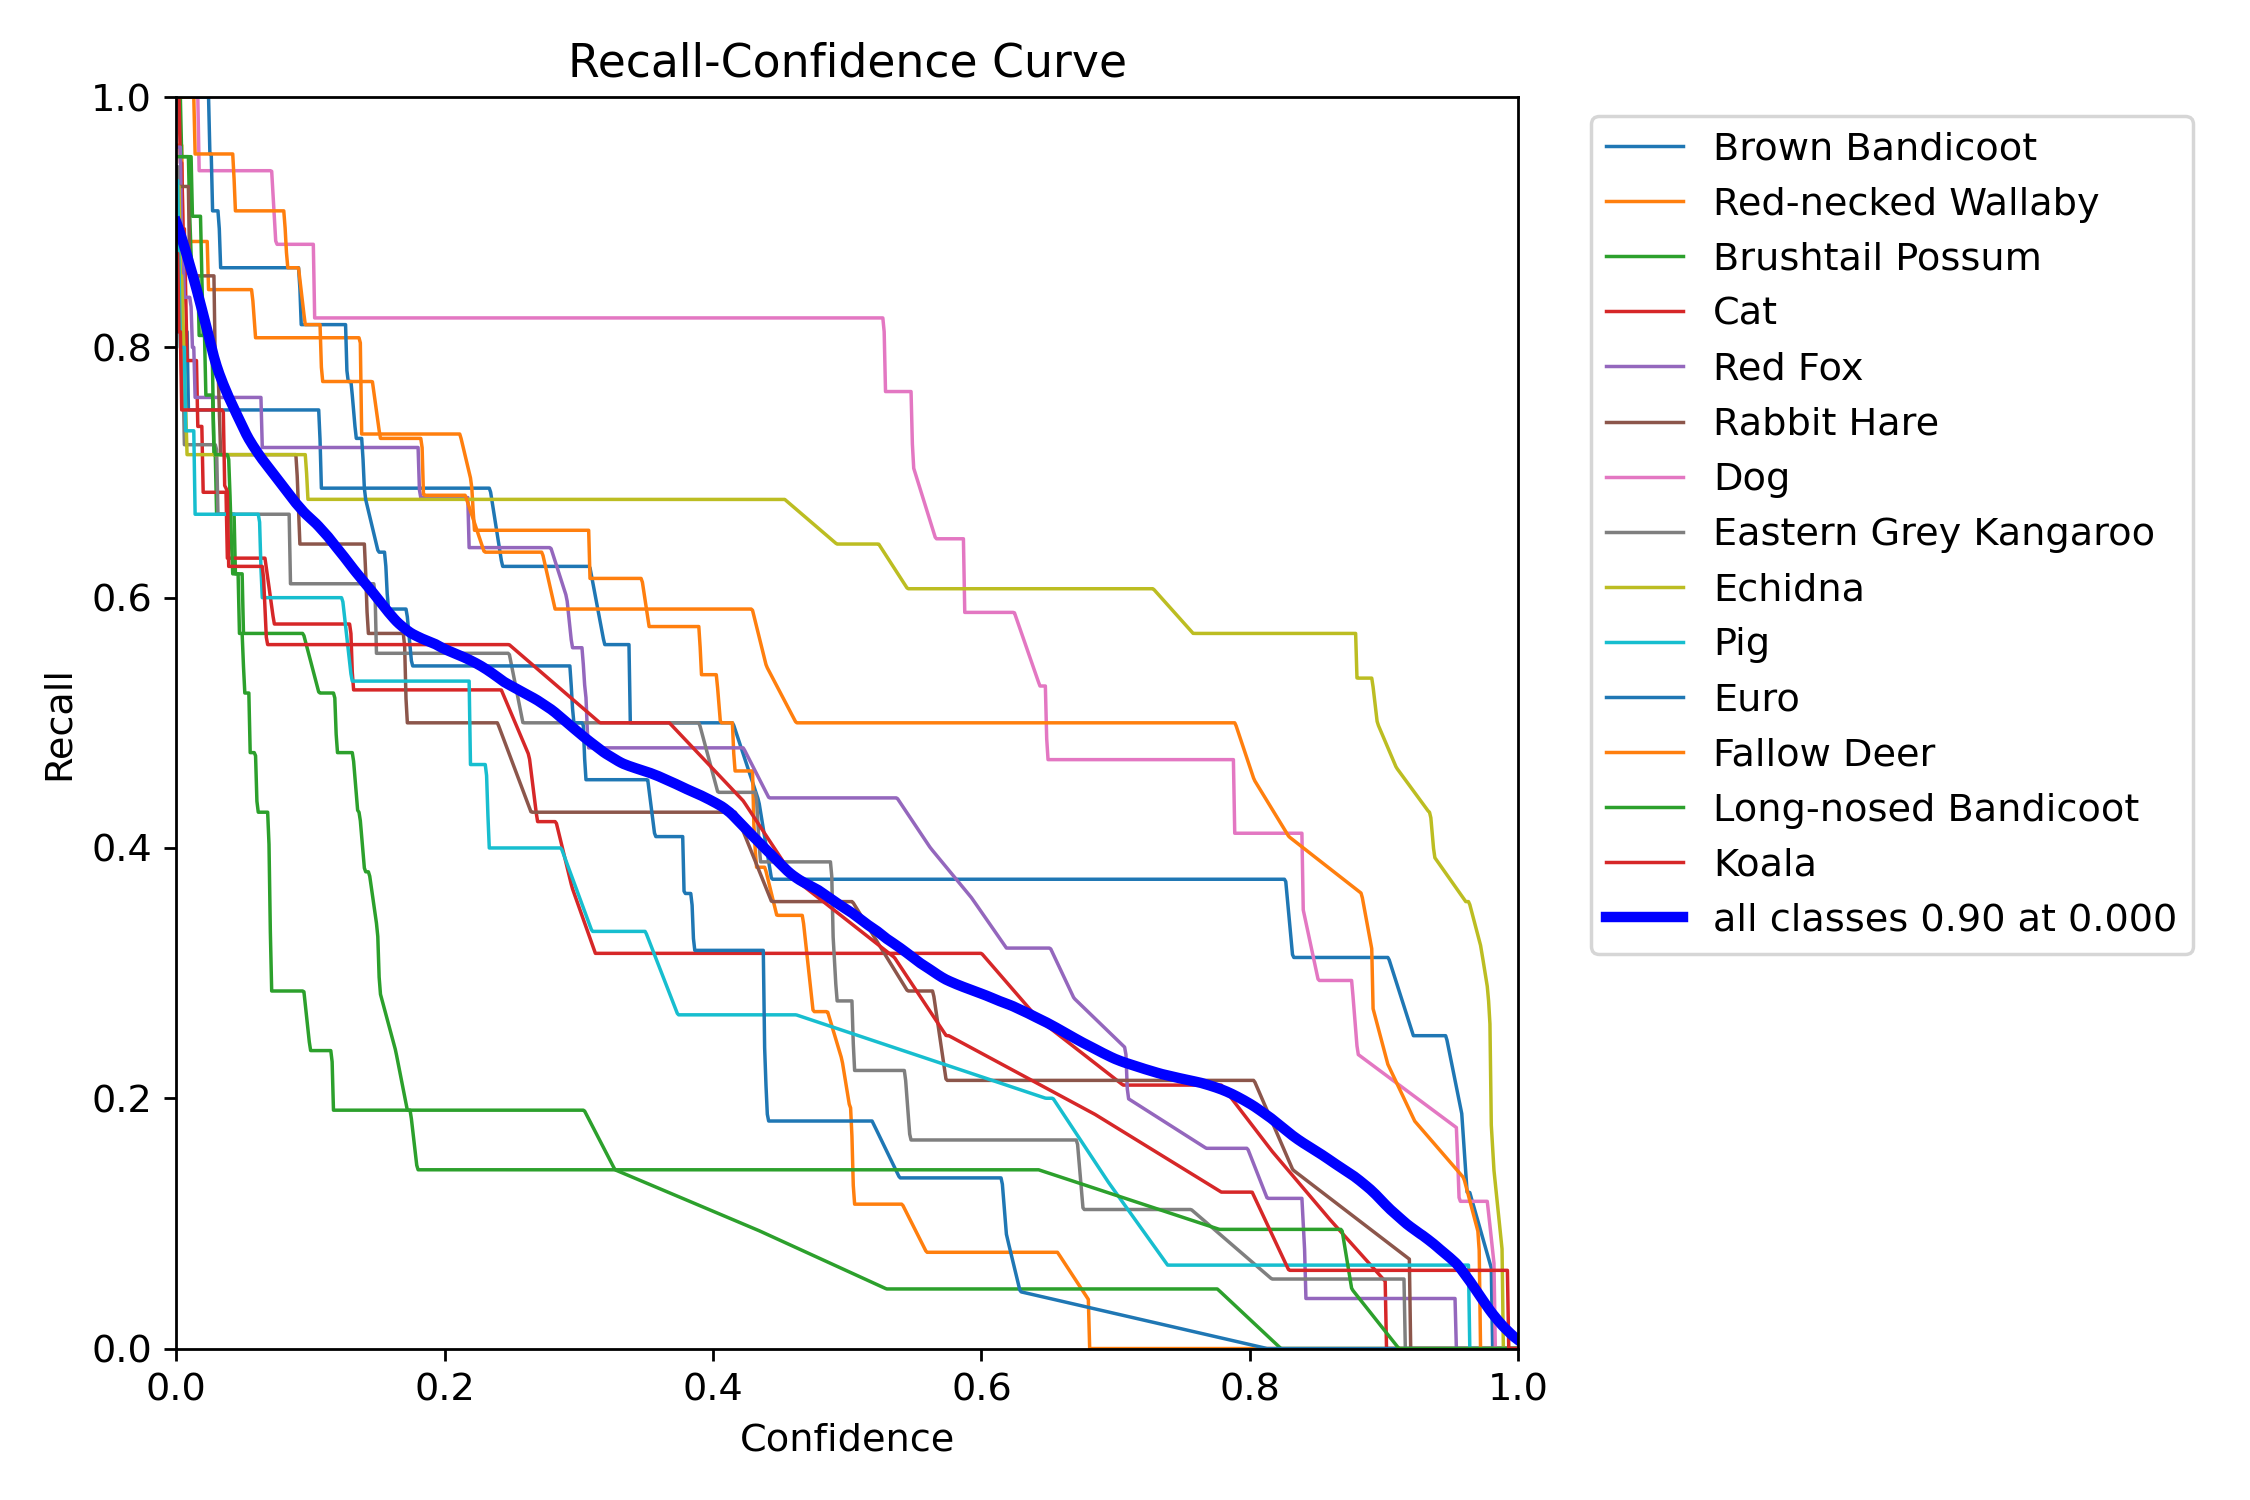 Recall-Confidence Curve
1.0
0.8
0.6
0.4
0.2
0.0
Recall
0.0 0.2 0.4 0.6 0.8 1.0
Confidence
Brown Bandicoot
Red-necked Wallaby
Brushtail Possum
Cat
Red Fox
Rabbit Hare
Dog
Eastern Grey Kangaroo
Echidna
Pig
Euro
Fallow Deer
Long-nosed Bandicoot
Koala
all classes 0.90 at 0.000